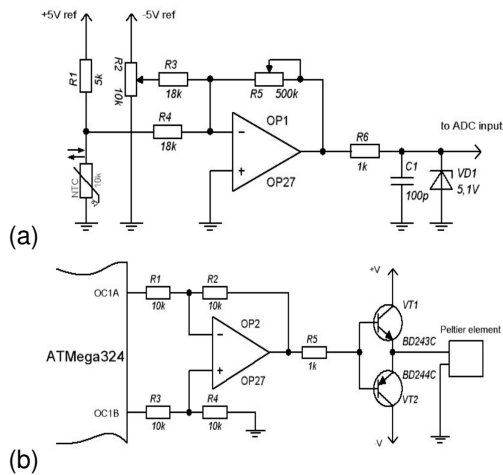 +5V ref
-5V ref
R1
5k
R2
10k
R3
18k
R5
500k
R4
18k
OP1
OP27
NTC
10k
R6
1k
to ADC input
C1
100p
VD1
5,1V
(a)
OC1A
R1
10k
R2
10k
OP2
OP27
ATMega324
OC1B
R3
10k
R4
10k
R5
1k
+V
VT1
BD243C
BD244C
VT2
-V
Peltier element
(b)